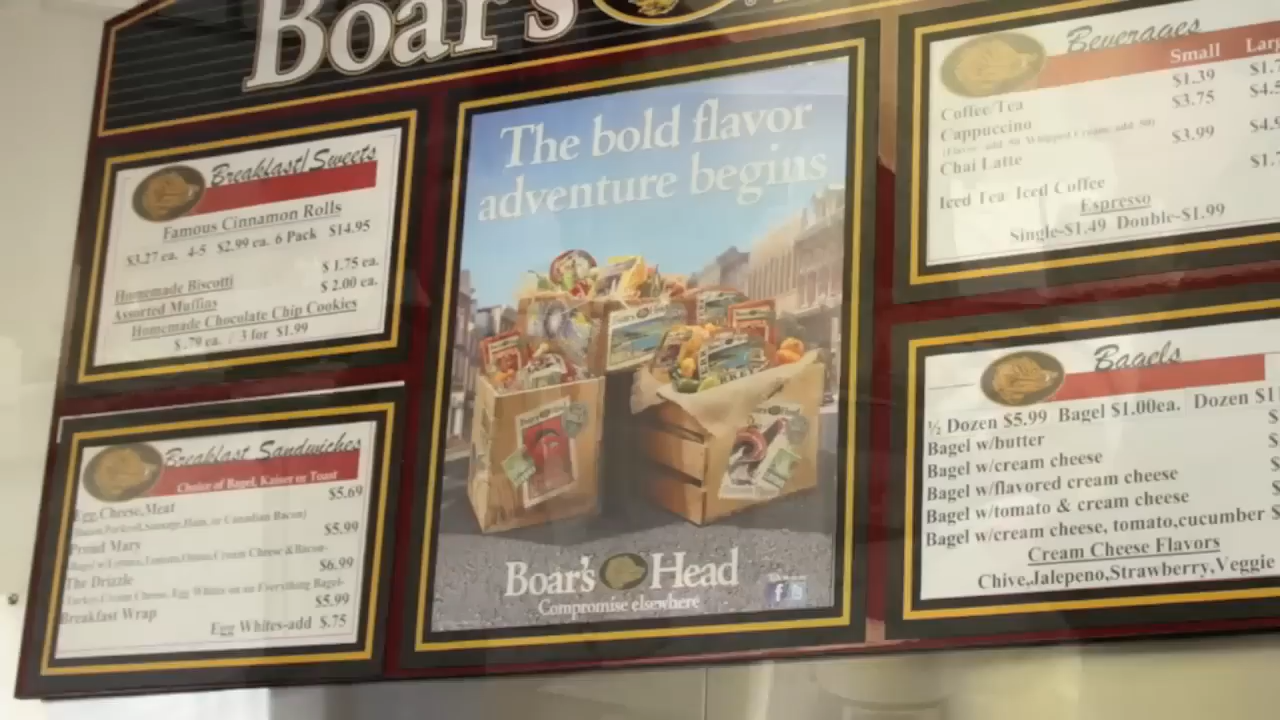 Boar's
Breakfast/Sweets
Famous Cinnamon Rolls
$3.27 ea. 4-5 $2.99 ea. 6 Pack $14.95
Homemade Biscotti $1.75 ea.
Assorted Muffins $2.00 ea.
Homemade Chocolate Chip Cookies
$.79 ea. / 3 for $1.99
Breakfast Sandwiches
Choice of Bagel, Kaiser or Toast
Egg,Cheese,Meat $5.69
Canadian Bacon)
Proud Mary $5.99
The Drizzle $6.99
Breakfast Wrap $5.99
Egg Whites-add $.75
The bold flavor
adventure begins
Boar's Head
Compromise elsewhere
f
Beverages
Small
Coffee/Tea $1.39
Cappuccino $3.75
Chai Latte $3.99
Iced Tea Iced Coffee
Espresso
Single-$1.49 Double-$1.99
Bagels
½ Dozen $5.99 Bagel $1.00ea. Dozen
Bagel w/butter
Bagel w/cream cheese
Bagel w/flavored cream cheese
Bagel w/tomato & cream cheese
Bagel w/cream cheese, tomato,cucumber
Cream Cheese Flavors
Chive,Jalepeno,Strawberry,Veggie